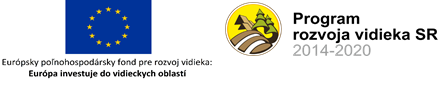 Európsky poľnohospodársky fond pre rozvoj vidieka:
Európa investuje do vidieckych oblastí
Program
rozvoja vidieka SR
2014-2020